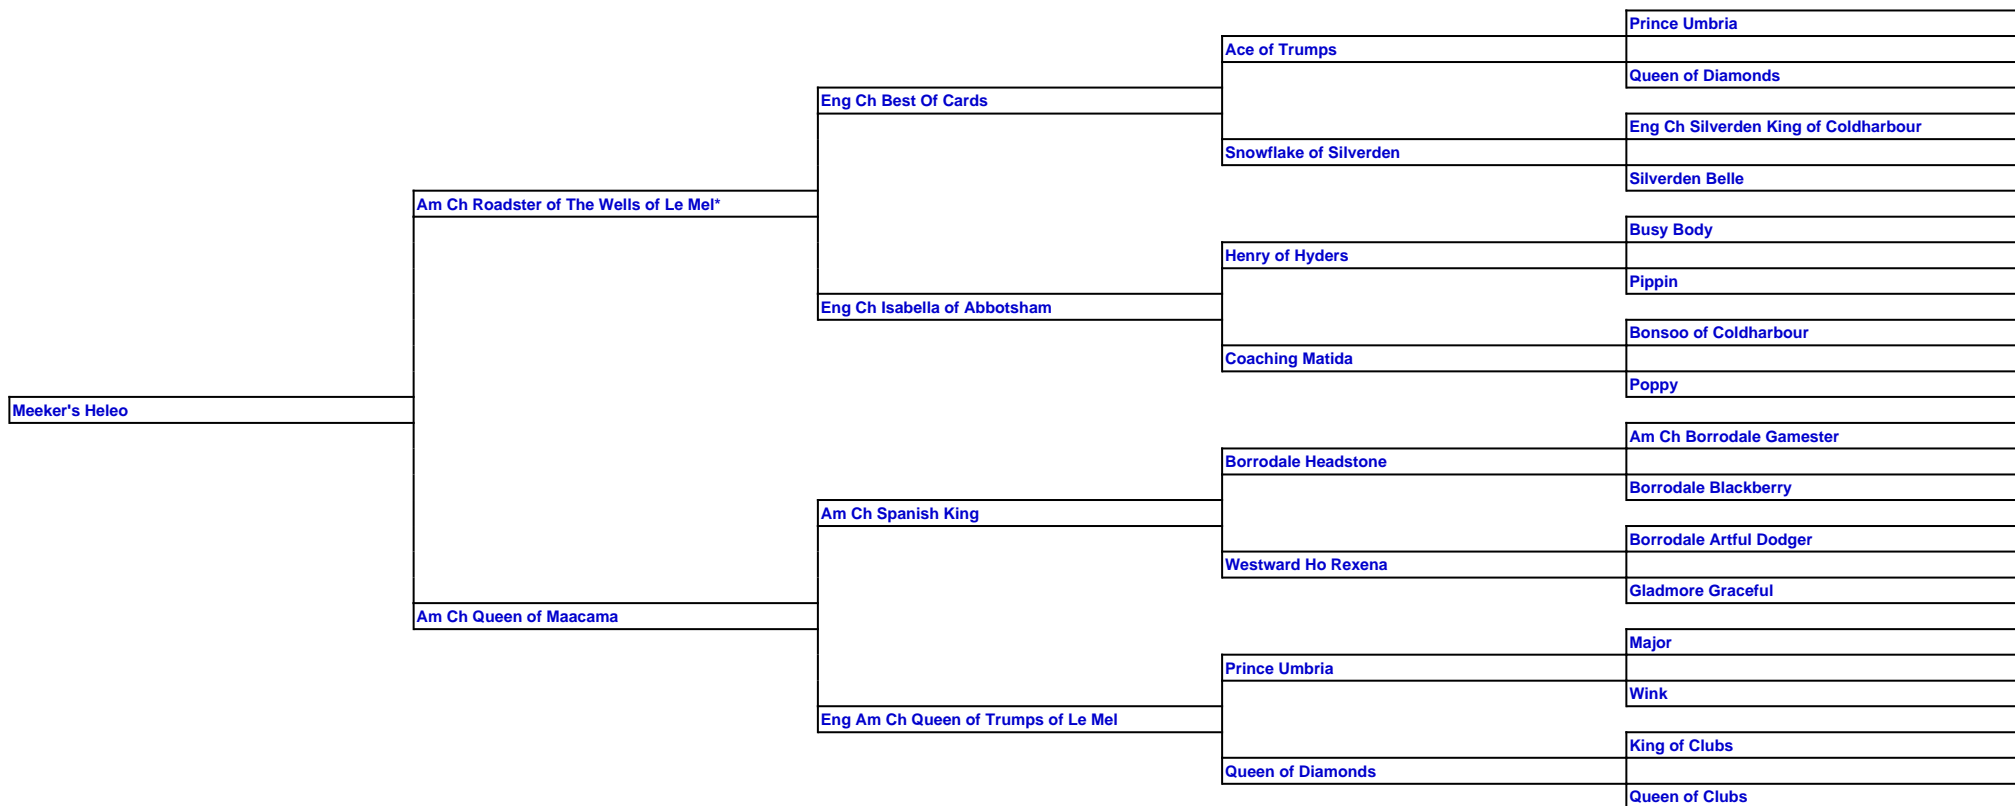 Prince Umbria
Ace of Trumps
Queen of Diamonds
Eng Ch Best Of Cards
Eng Ch Silverden King of Coldharbour
Snowflake of Silverden
Silverden Belle
Am Ch Roadster of The Wells of Le Mel*
Busy Body
Henry of Hyders
Pippin
Eng Ch Isabella of Abbotsham
Bonsoo of Coldharbour
Coaching Matida
Poppy
Meeker's Heleo
Am Ch Borrodale Gamester
Borrodale Headstone
Borrodale Blackberry
Am Ch Spanish King
Borrodale Artful Dodger
Westward Ho Rexena
Gladmore Graceful
Am Ch Queen of Maacama
Major
Prince Umbria
Wink
Eng Am Ch Queen of Trumps of Le Mel
King of Clubs
Queen of Diamonds
Queen of Clubs